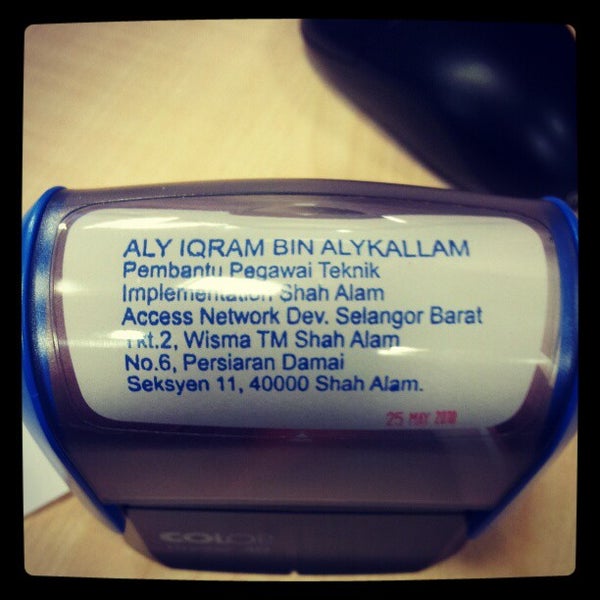 ALY IQRAM BIN ALYKALLAM
Pembantu Pegawai Teknik
Implementation Shah Alam
Access Network Dev. Selangor Barat
Tkt.2, Wisma TM Shah Alam
No.6, Persiaran Damai
Seksyen 11, 40000 Shah Alam.
25 MAY
COLOP